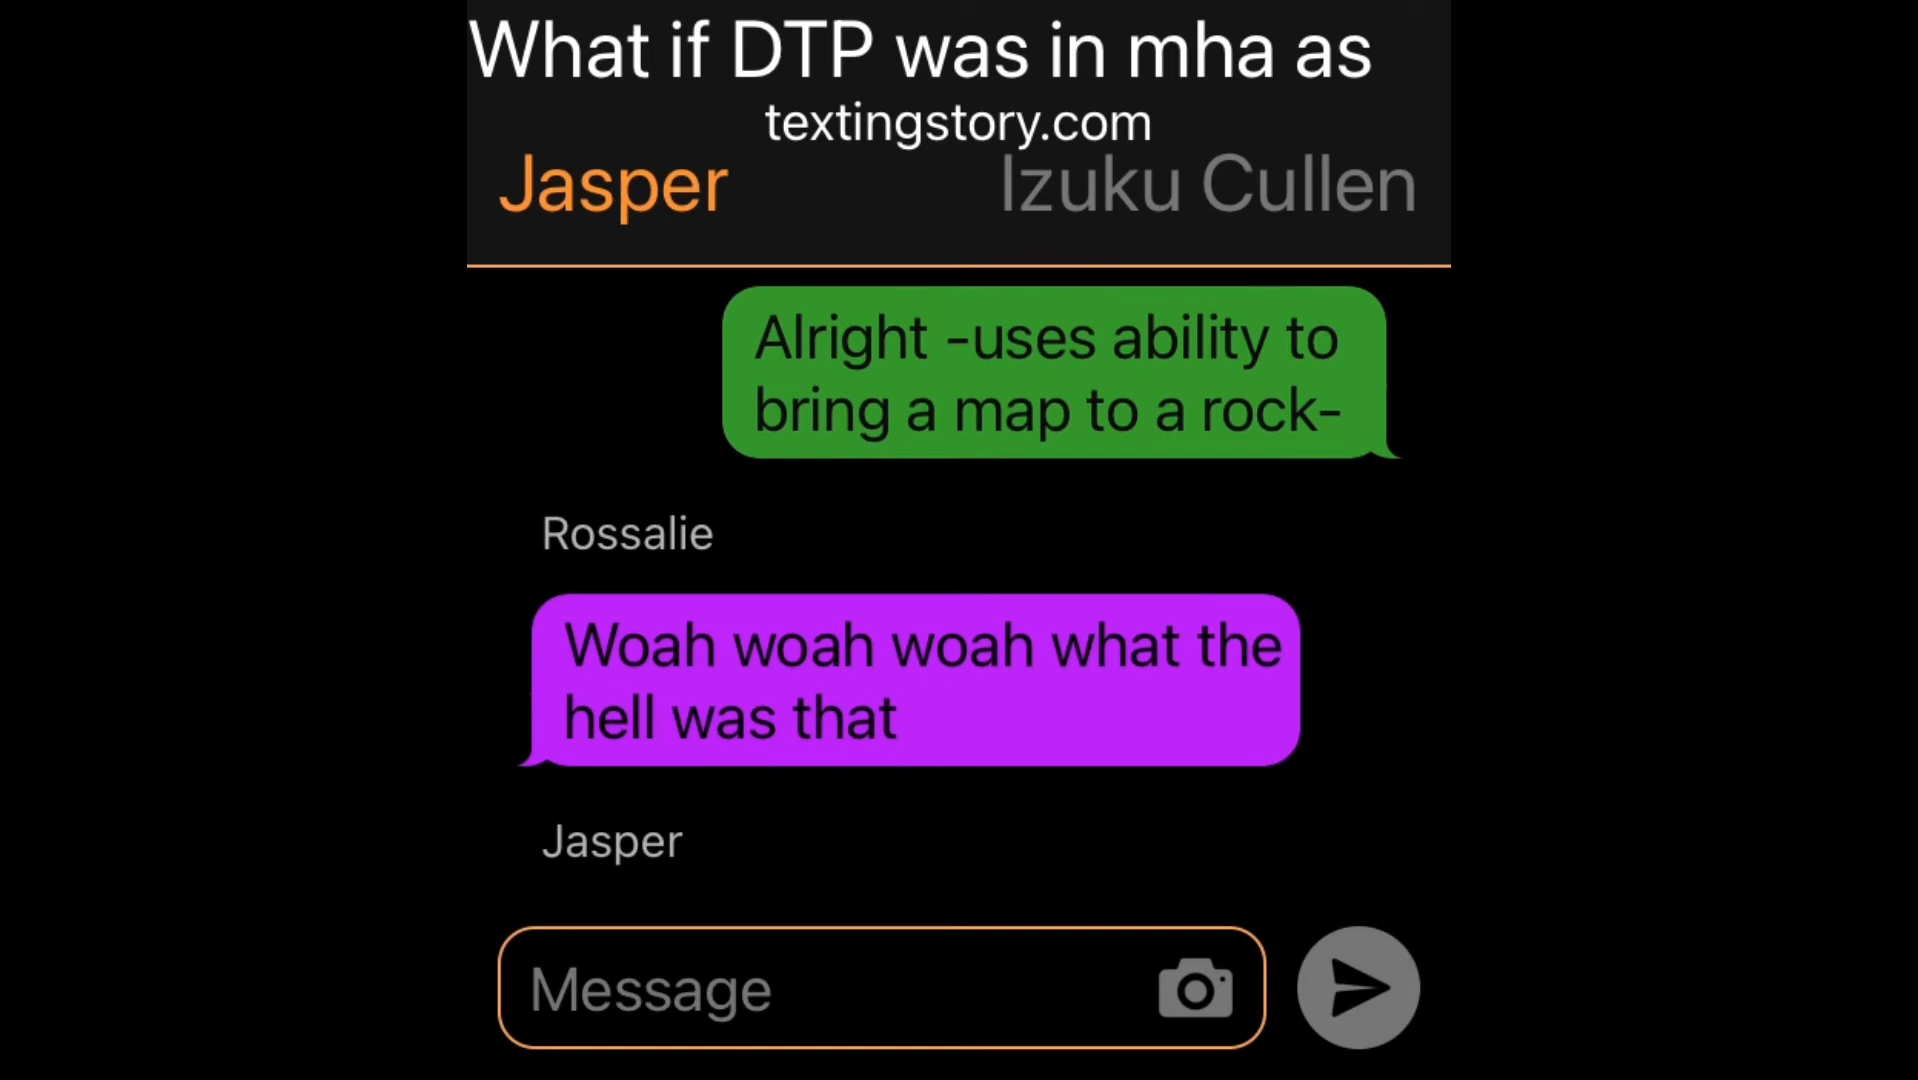 What if DTP was in mha as
textingstory.com
Jasper Izuku Cullen
Alright -uses ability to
bring a map to a rock-
Rossalie
Woah woah woah what the
hell was that
Jasper
Message